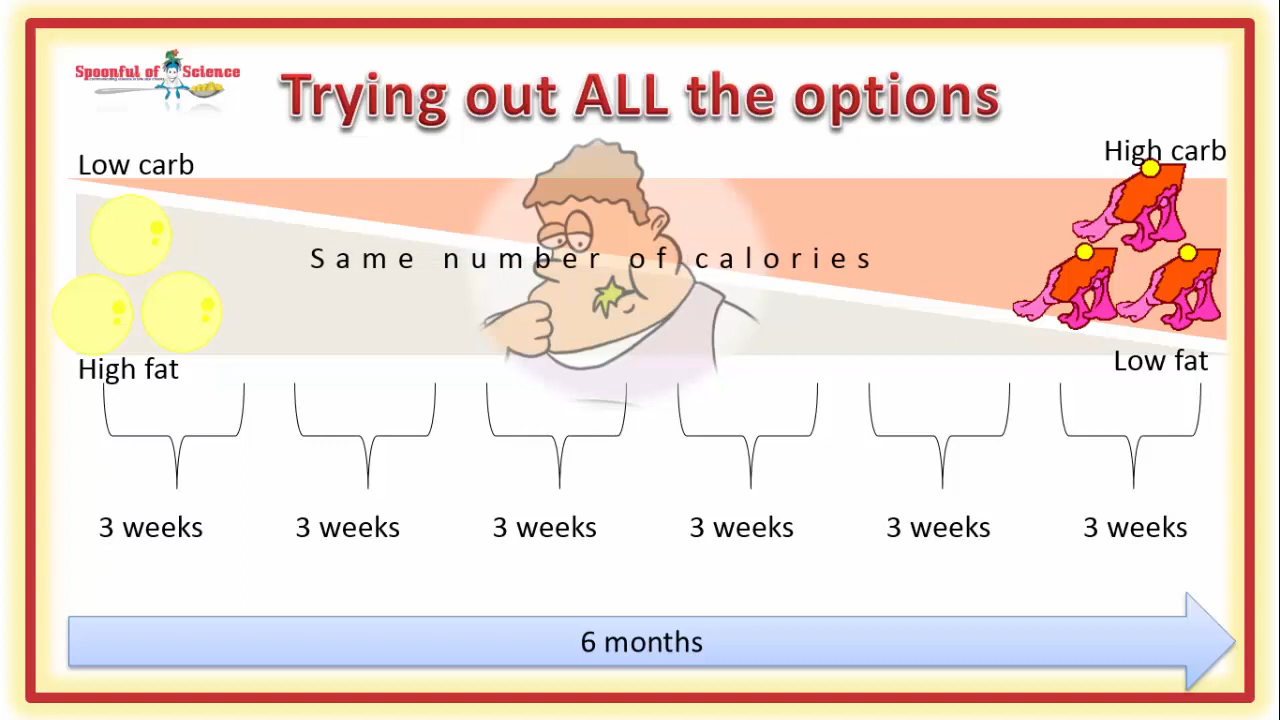 Spoonful of Science
Trying out ALL the options
Low carb
High carb
Same number of calories
High fat
Low fat
3 weeks 3 weeks 3 weeks 3 weeks 3 weeks 3 weeks
6 months